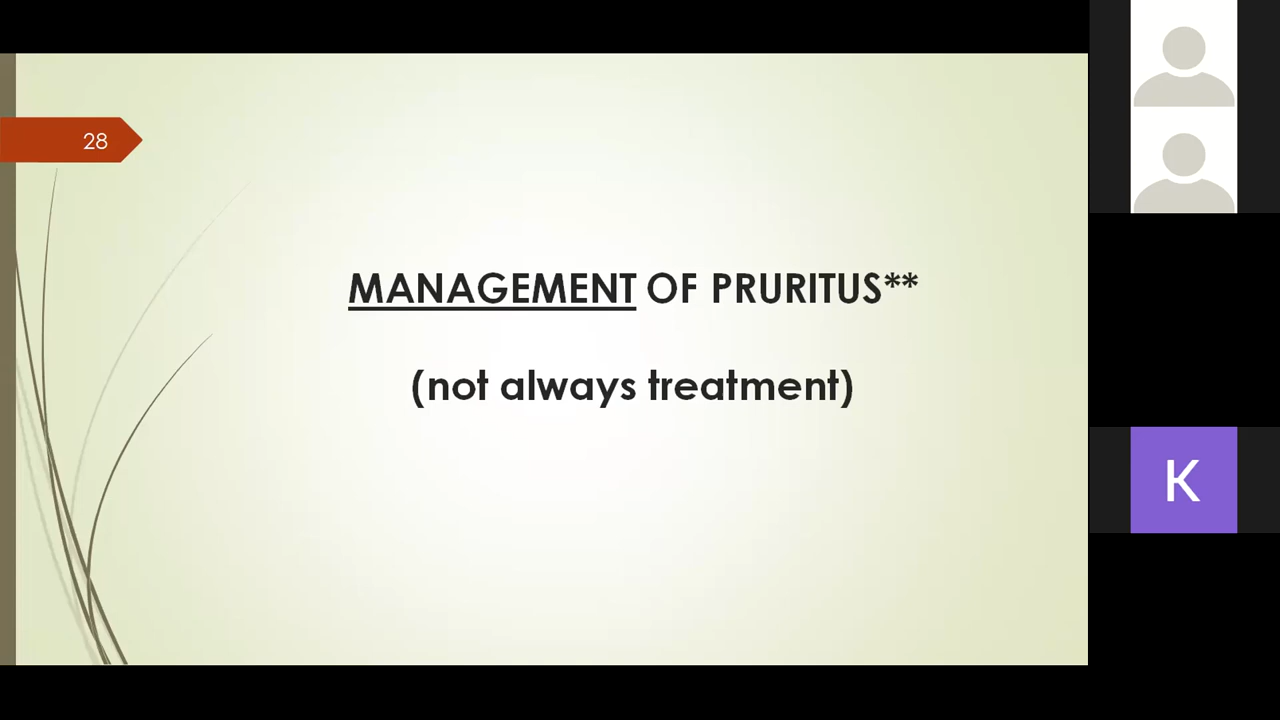 28
MANAGEMENT OF PRURITUS**
(not always treatment)
K